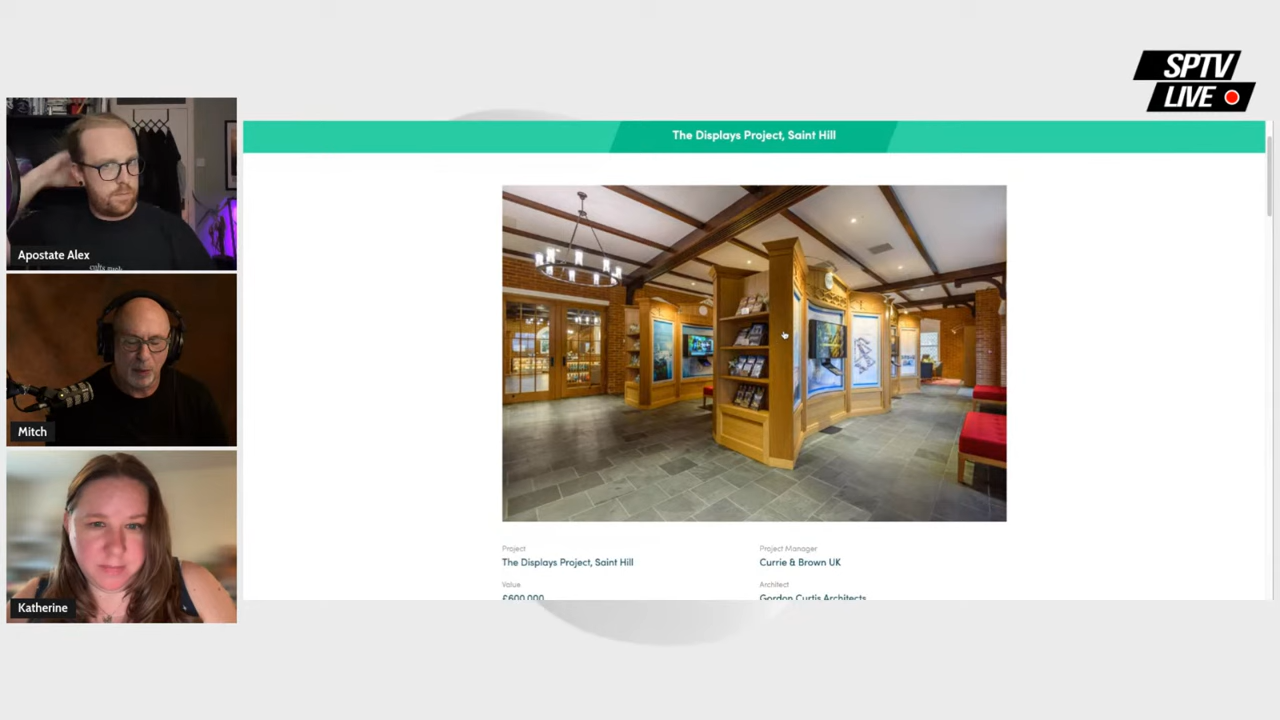 SPTV
LIVE
The Displays Project, Saint Hill
Apostate Alex
Mitch
Katherine
Project
The Displays Project, Saint Hill
Project Manager
Currie & Brown UK
Value
£600,000
Architect
Gordon Curtis Architects